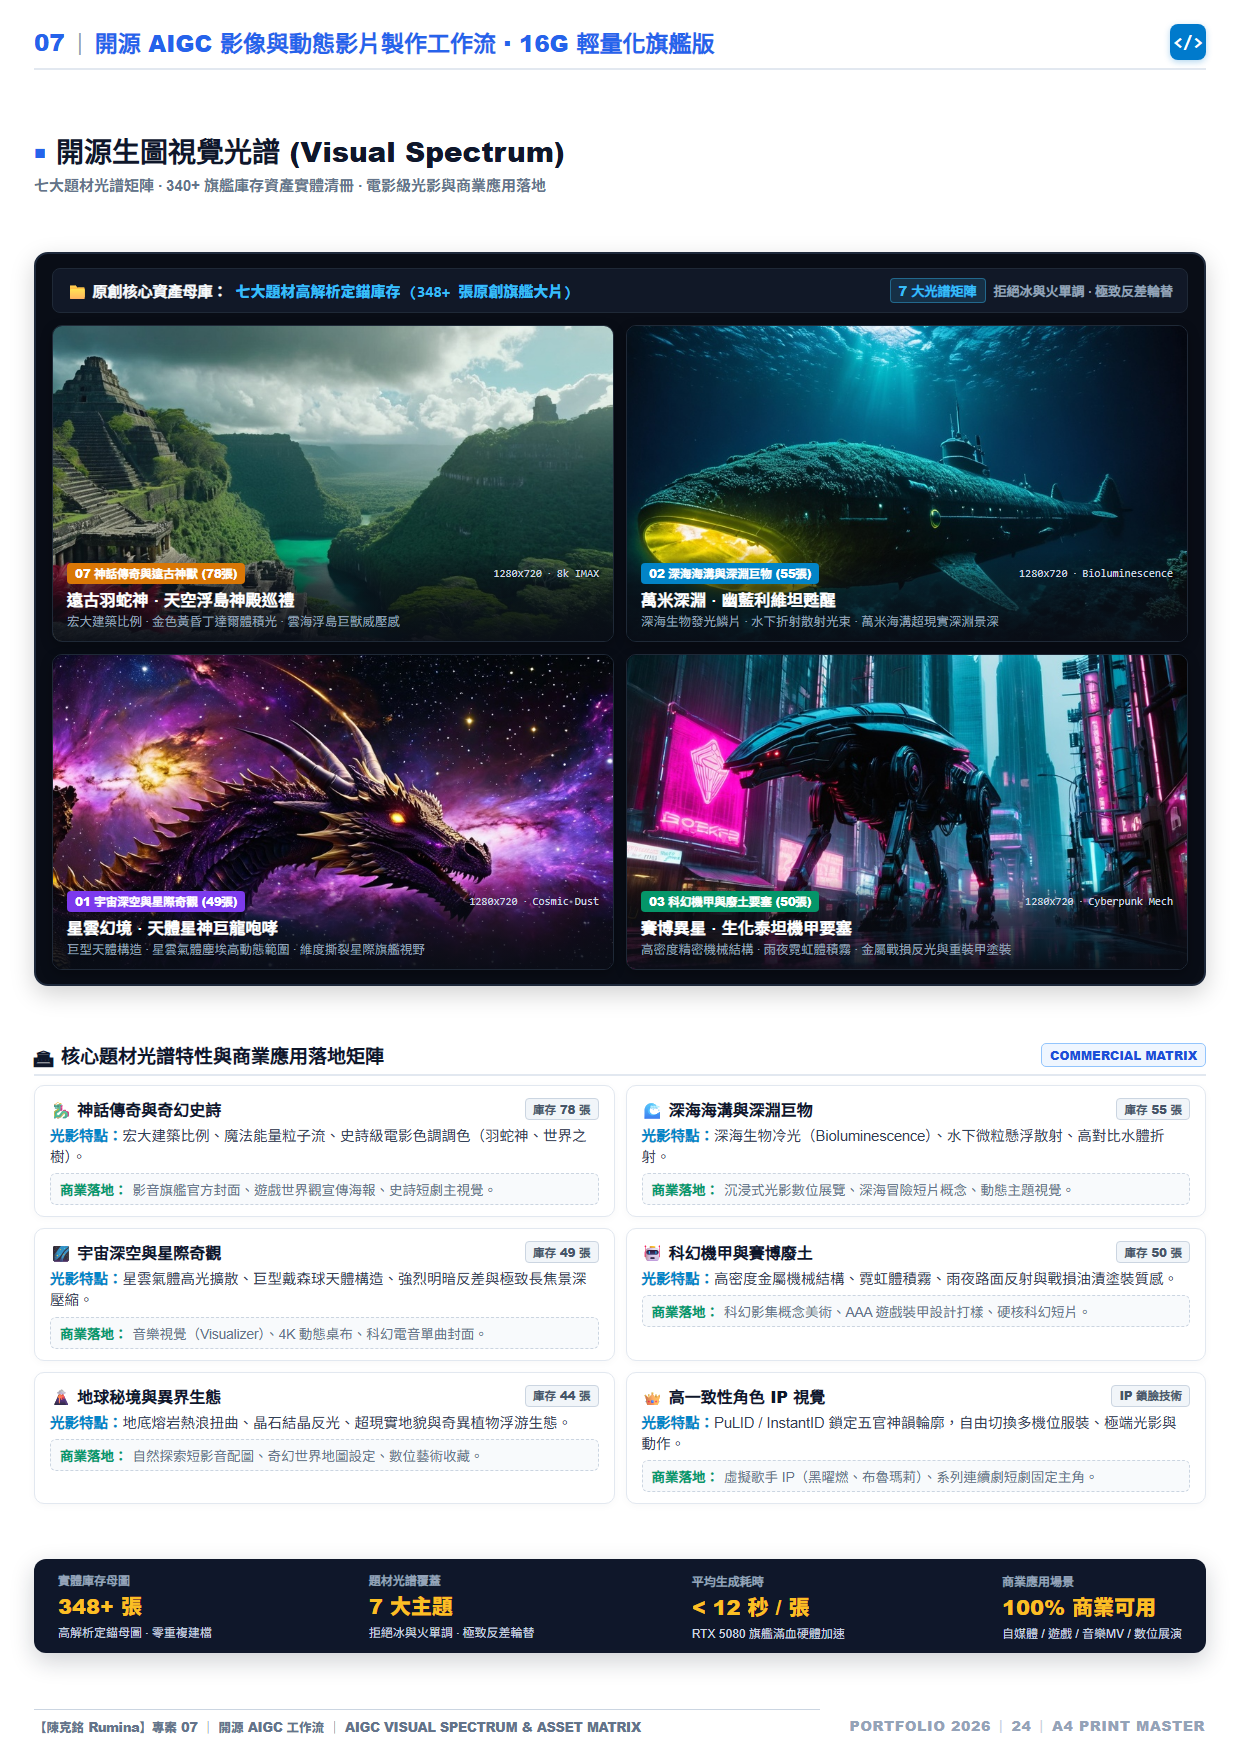 07 | 開源 AIGC 影像與動態影片製作工作流 · 16G 輕量化旗艦版
</>
開源生圖視覺光譜 (Visual Spectrum)
七大題材光譜矩陣 · 340+ 旗艦庫存資產實體清冊 · 電影級光影與商業應用落地
原創核心資產母庫： 七大題材高解析定錨庫存（348+ 張原創旗艦大片）
7 大光譜矩陣 拒絕冰與火單調 · 極致反差輪替
07 神話傳奇與遠古神獸 (78張)
1280x720 · 8k IMAX
遠古羽蛇神 · 天空浮島神殿巡禮
宏大建築比例 · 金色黃昏丁達爾體積光 · 雲海浮島巨獸威壓感
02 深海海溝與深淵巨物 (55張)
1280x720 · Bioluminescence
萬米深淵 · 幽藍利維坦甦醒
深海生物發光鱗片 · 水下折射散射光束 · 萬米海溝超現實深淵景深
01 宇宙深空與星際奇觀 (49張)
1280x720 · Cosmic-Dust
星雲幻境 · 天體星神巨龍咆哮
巨型天體構造 · 星雲氣體塵埃高動態範圍 · 維度撕裂星際旗艦視野
03 科幻機甲與廢土要塞 (50張)
1280x720 · Cyberpunk Mech
賽博異星 · 生化泰坦機甲要塞
高密度精密機械結構 · 雨夜霓虹體積霧 · 金屬戰損反光與重裝甲塗裝
核心題材光譜特性與商業應用落地矩陣
COMMERCIAL MATRIX
神話傳奇與奇幻史詩
庫存 78 張
光影特點：宏大建築比例、魔法能量粒子流、史詩級電影色調調色（羽蛇神、世界之
樹）。
商業落地： 影音旗艦官方封面、遊戲世界觀宣傳海報、史詩短劇主視覺。
深海海溝與深淵巨物
庫存 55 張
光影特點：深海生物冷光（Bioluminescence）、水下微粒懸浮散射、高對比水體折
射。
商業落地： 沉浸式光影數位展覽、深海冒險短片概念、動態主題視覺。
宇宙深空與星際奇觀
庫存 49 張
光影特點：星雲氣體高光擴散、巨型戴森球天體構造、強烈明暗反差與極致長焦景深
壓縮。
商業落地： 音樂視覺（Visualizer）、4K 動態桌布、科幻電音單曲封面。
科幻機甲與賽博廢土
庫存 50 張
光影特點：高密度金屬機械結構、霓虹體積霧、雨夜路面反射與戰損油漬塗裝質感。
商業落地： 科幻影集概念美術、AAA 遊戲裝甲設計打樣、硬核科幻短片。
地球秘境與異界生態
庫存 44 張
光影特點：地底熔岩熱浪扭曲、晶石結晶反光、超現實地貌與奇異植物浮游生態。
商業落地： 自然探索短影音配圖、奇幻世界地圖設定、數位藝術收藏。
高一致性角色 IP 視覺
IP 鎖臉技術
光影特點：PuLID / InstantID 鎖定五官神韻輪廓，自由切換多機位服裝、極端光影與
動作。
商業落地： 虛擬歌手 IP（黑曜燃、布魯瑪莉）、系列連續劇短劇固定主角。
實體庫存母圖
348+ 張
高解析定錨母圖 · 零重複建檔
題材光譜覆蓋
7 大主題
拒絕冰與火單調 · 極致反差輪替
平均生成耗時
< 12 秒 / 張
RTX 5080 旗艦滿血硬體加速
商業應用場景
100% 商業可用
自媒體 / 遊戲 / 音樂MV / 數位展演
【陳克銘 Rumina】專案 07 | 開源 AIGC 工作流 | AIGC VISUAL SPECTRUM & ASSET MATRIX
PORTFOLIO 2026 | 24 | A4 PRINT MASTER